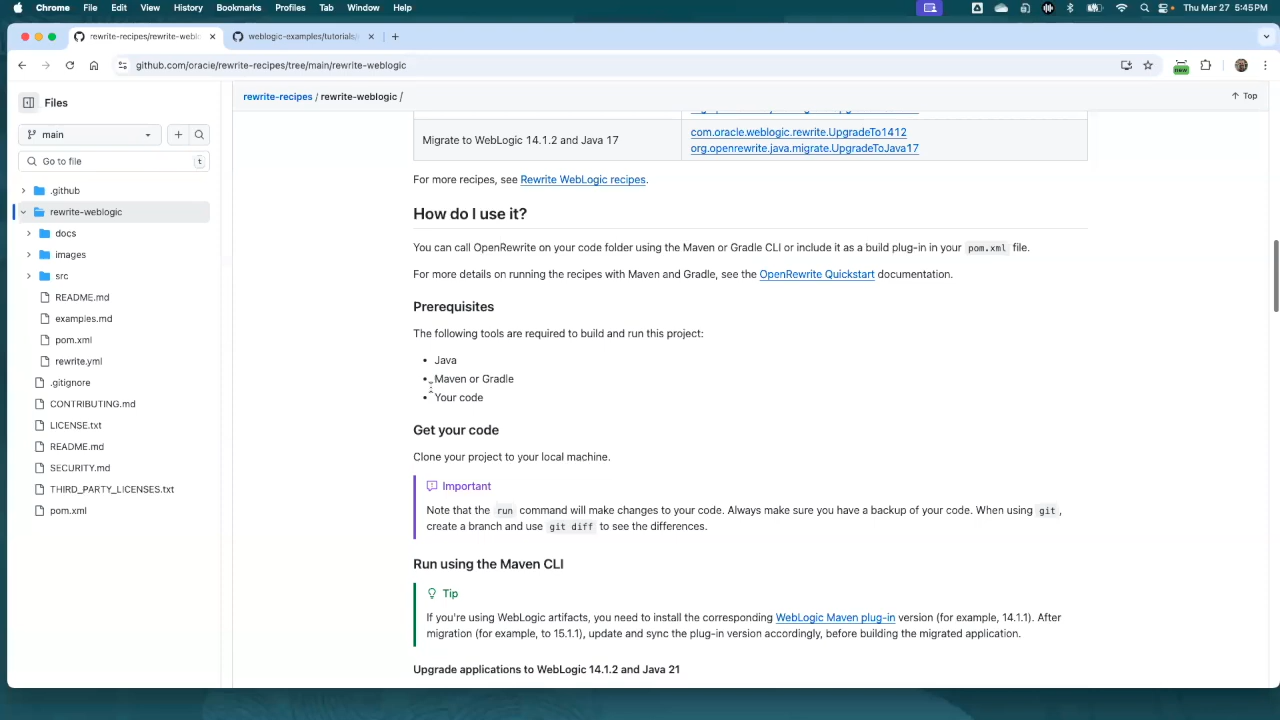 Chrome File Edit View History Bookmarks Profiles Tab Window Help Thu Mar 27 5:45 PM
rewrite-recipes/rewrite-weblo
weblogic-examples/tutorials/
github.com/oracle/rewrite-recipes/tree/main/rewrite-weblogic
new
Files
rewrite-recipes / rewrite-weblogic /
Top
main
Go to file
t
.github
rewrite-weblogic
docs
images
src
README.md
examples.md
pom.xml
rewrite.yml
.gitignore
CONTRIBUTING.md
LICENSE.txt
README.md
SECURITY.md
THIRD_PARTY_LICENSES.txt
pom.xml
Migrate to WebLogic 14.1.2 and Java 17
com.oracle.weblogic.rewrite.UpgradeTo1412
org.openrewrite.java.migrate.UpgradeToJava17
For more recipes, see Rewrite WebLogic recipes.
How do I use it?
You can call OpenRewrite on your code folder using the Maven or Gradle CLI or include it as a build plug-in in your pom.xml file.
For more details on running the recipes with Maven and Gradle, see the OpenRewrite Quickstart documentation.
Prerequisites
The following tools are required to build and run this project:
• Java
• Maven or Gradle
• Your code
Get your code
Clone your project to your local machine.
Important
Note that the run command will make changes to your code. Always make sure you have a backup of your code. When using git,
create a branch and use git diff to see the differences.
Run using the Maven CLI
Tip
If you're using WebLogic artifacts, you need to install the corresponding WebLogic Maven plug-in version (for example, 14.1.1). After
migration (for example, to 15.1.1), update and sync the plug-in version accordingly, before building the migrated application.
Upgrade applications to WebLogic 14.1.2 and Java 21